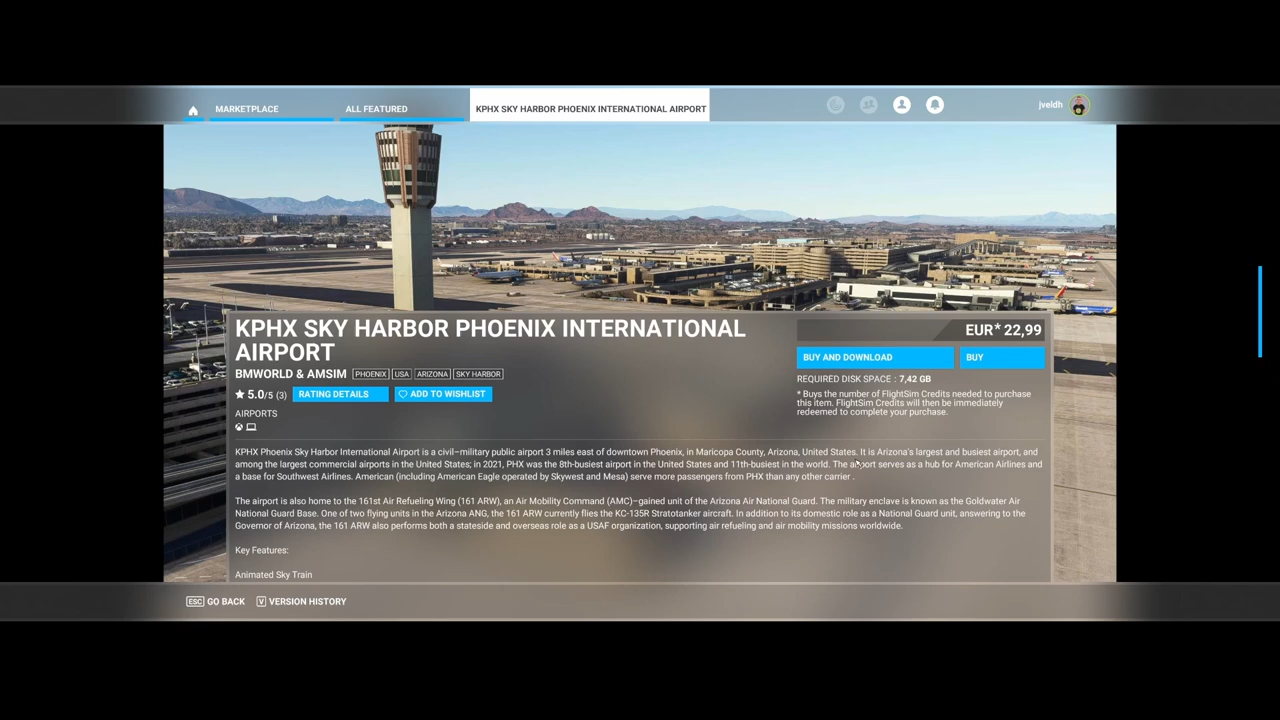 MARKETPLACE
ALL FEATURED
KPHX SKY HARBOR PHOENIX INTERNATIONAL AIRPORT
jveldh
KPHX SKY HARBOR PHOENIX INTERNATIONAL
AIRPORT
BMWORLD & AMSIM PHOENIX USA ARIZONA SKY HARBOR
5.0/5 (3) RATING DETAILS ADD TO WISHLIST
AIRPORTS
EUR* 22,99
BUY AND DOWNLOAD BUY
REQUIRED DISK SPACE : 7,42 GB
* Buys the number of FlightSim Credits needed to purchase
this item. FlightSim Credits will then be immediately
redeemed to complete your purchase.
KPHX Phoenix Sky Harbor International Airport is a civil–military public airport 3 miles east of downtown Phoenix, in Maricopa County, Arizona, United States. It is Arizona's largest and busiest airport, and
among the largest commercial airports in the United States; in 2021, PHX was the 8th-busiest airport in the United States and 11th-busiest in the world. The airport serves as a hub for American Airlines and
a base for Southwest Airlines. American (including American Eagle operated by Skywest and Mesa) serve more passengers from PHX than any other carrier .
The airport is also home to the 161st Air Refueling Wing (161 ARW), an Air Mobility Command (AMC)–gained unit of the Arizona Air National Guard. The military enclave is known as the Goldwater Air
National Guard Base. One of two flying units in the Arizona ANG, the 161 ARW currently flies the KC-135R Stratotanker aircraft. In addition to its domestic role as a National Guard unit, answering to the
Governor of Arizona, the 161 ARW also performs both a stateside and overseas role as a USAF organization, supporting air refueling and air mobility missions worldwide.
Key Features:
Animated Sky Train
ESC GO BACK V VERSION HISTORY